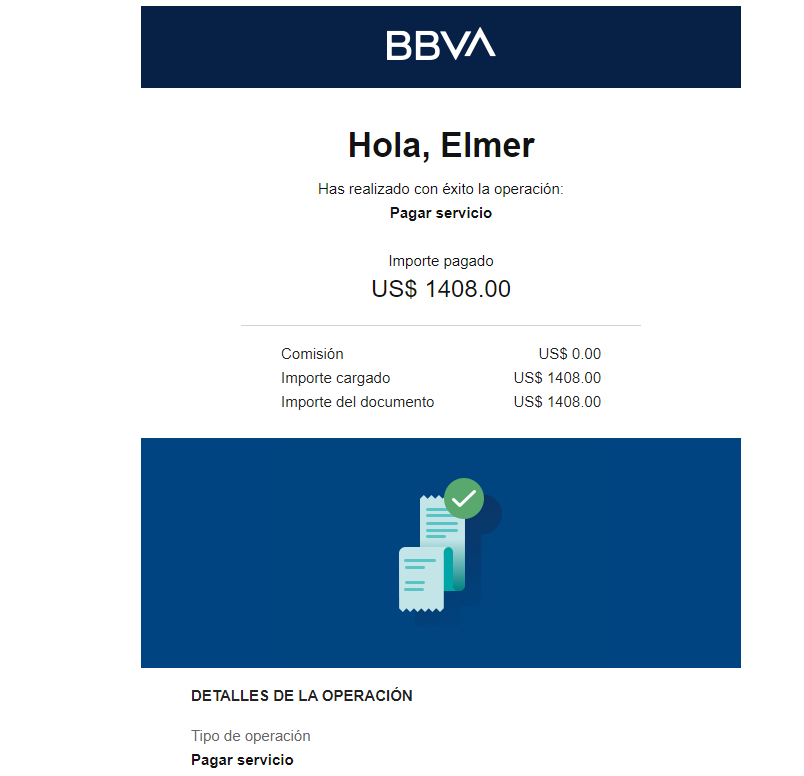 BBVA
Hola, Elmer
Has realizado con éxito la operación:
Pagar servicio
Importe pagado
US$ 1408.00
Comisión US$ 0.00
Importe cargado US$ 1408.00
Importe del documento US$ 1408.00
DETALLES DE LA OPERACIÓN
Tipo de operación
Pagar servicio